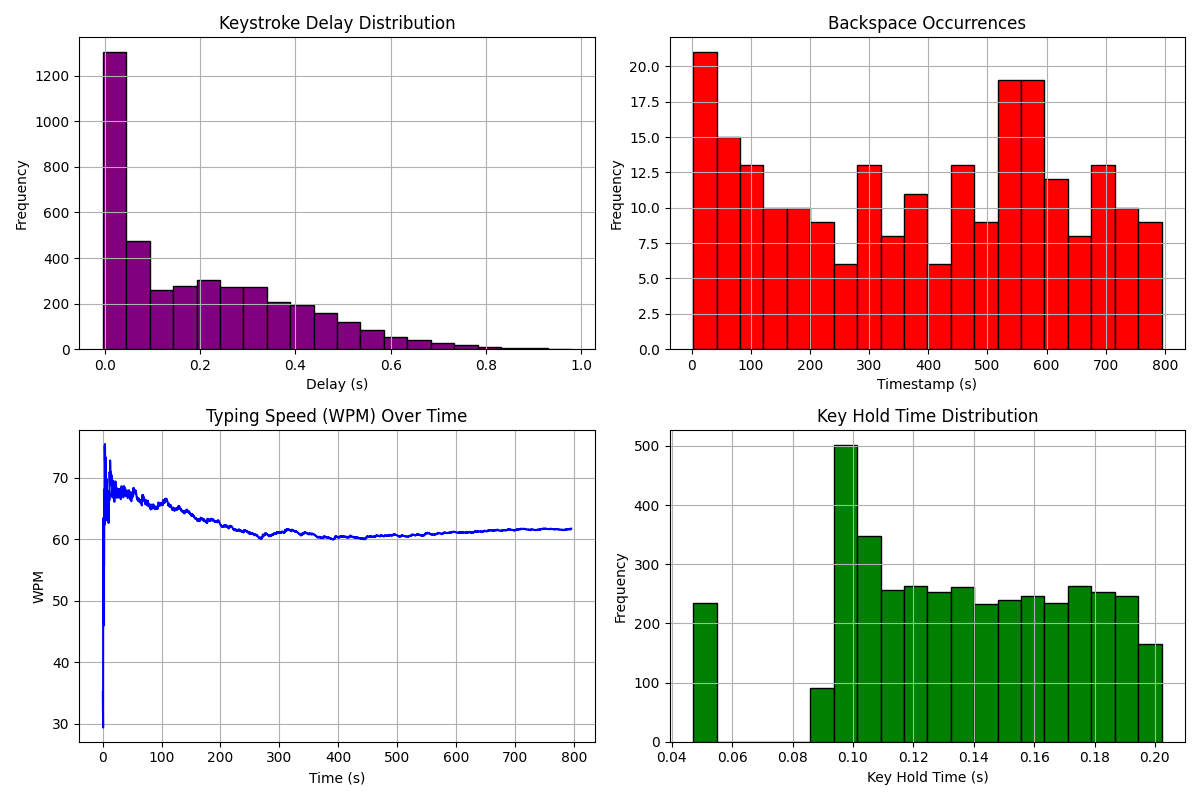 Keystroke Delay Distribution
Frequency
1200
1000
800
600
400
200
0
0.0 0.2 0.4 0.6 0.8 1.0
Delay (s)
Backspace Occurrences
Frequency
20.0
17.5
15.0
12.5
10.0
7.5
5.0
2.5
0.0
0 100 200 300 400 500 600 700 800
Timestamp (s)
Typing Speed (WPM) Over Time
WPM
70
60
50
40
30
0 100 200 300 400 500 600 700 800
Time (s)
Key Hold Time Distribution
Frequency
500
400
300
200
100
0
0.04 0.06 0.08 0.10 0.12 0.14 0.16 0.18 0.20
Key Hold Time (s)